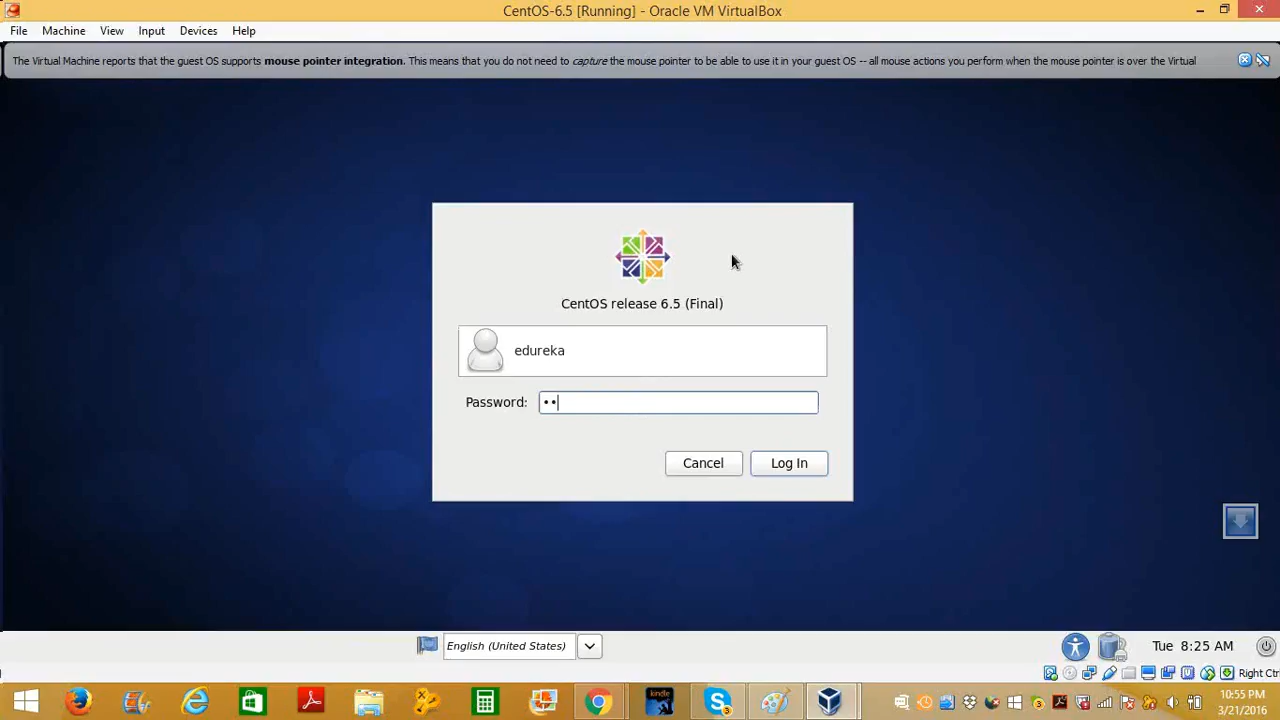 CentOS-6.5 [Running] - Oracle VM VirtualBox
File Machine View Input Devices Help
The Virtual Machine reports that the guest OS supports mouse pointer integration. This means that you do not need to capture the mouse pointer to be able to use it in your guest OS -- all mouse actions you perform when the mouse pointer is over the Virtual
CentOS release 6.5 (Final)
edureka
Password: ••
Cancel Log In
English (United States) Tue 8:25 AM
Right Ctrl
kindle
10:55 PM
3/21/2016